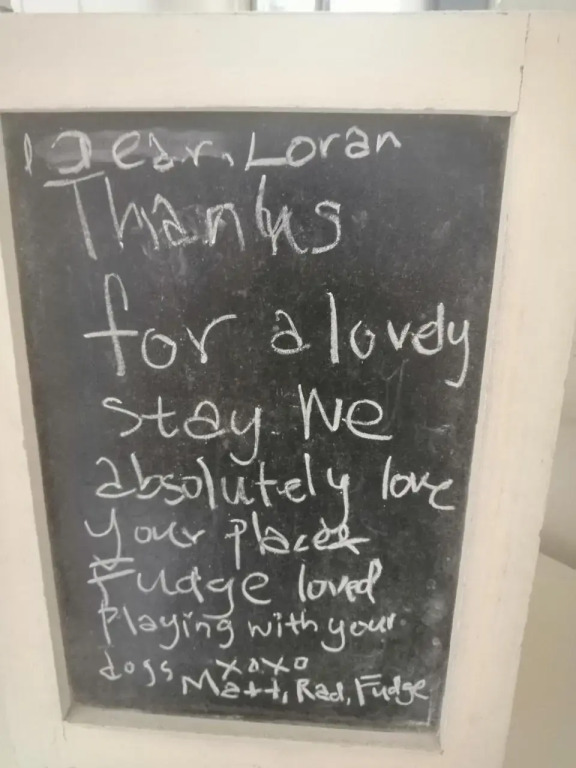 Dear, Loran
Thanks
for a lovely
stay We
absolutely love
your place
Fudge loved
Playing with your
dogs xoxo
Matt, Rad, Fudge